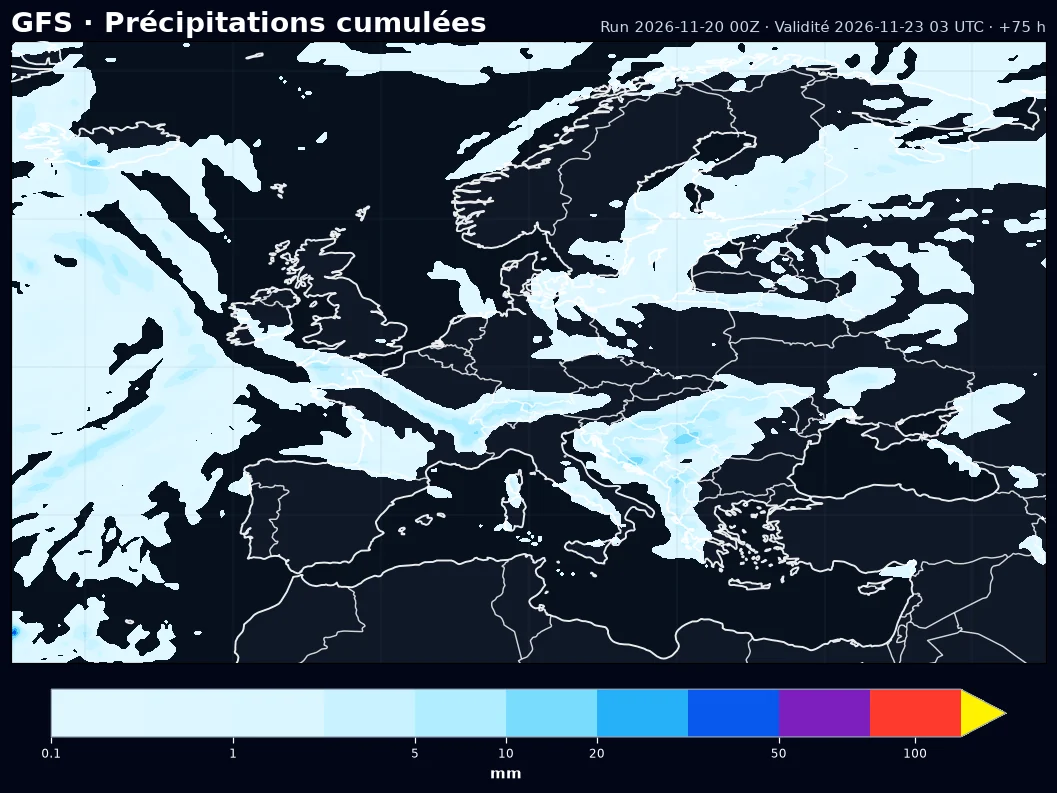 GFS · Précipitations cumulées
Run 2026-11-20 00Z · Validité 2026-11-23 03 UTC · +75 h
0.1 1 5 10 20 50 100
mm